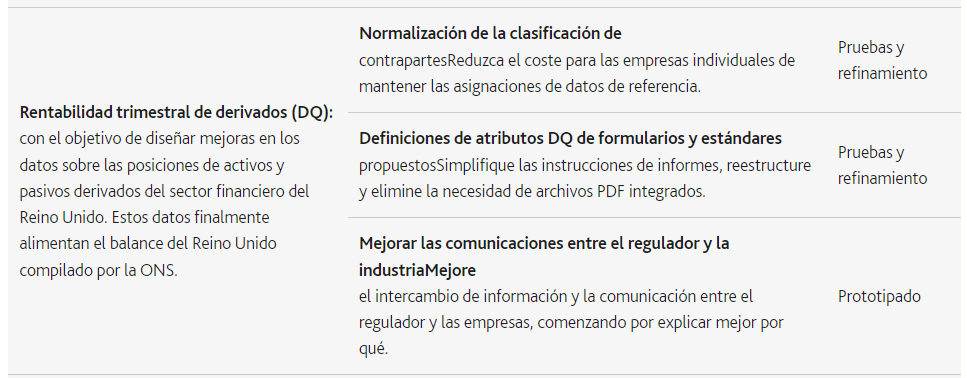 Rentabilidad trimestral de derivados (DQ):
con el objetivo de diseñar mejoras en los
datos sobre las posiciones de activos y
pasivos derivados del sector financiero del
Reino Unido. Estos datos finalmente
alimentan el balance del Reino Unido
compilado por la ONS.
Normalización de la clasificación de
contrapartesReduzca el coste para las empresas individuales de
mantener las asignaciones de datos de referencia.
Pruebas y
refinamiento
Definiciones de atributos DQ de formularios y estándares
propuestosSimplifique las instrucciones de informes, reestructure
y elimine la necesidad de archivos PDF integrados.
Pruebas y
refinamiento
Mejorar las comunicaciones entre el regulador y la
industriaMejore
el intercambio de información y la comunicación entre el
regulador y las empresas, comenzando por explicar mejor por
qué.
Prototipado